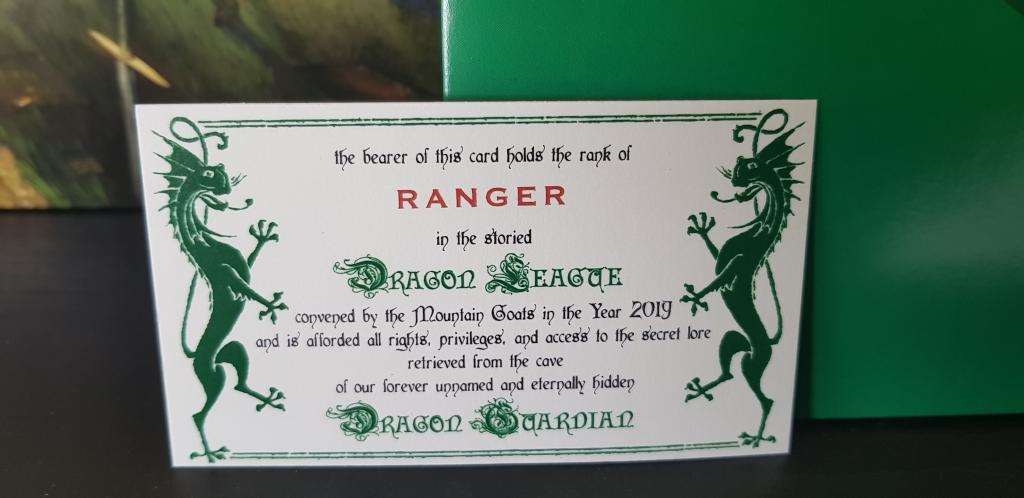 the bearer of this card holds the rank of
RANGER
in the storied
DRAGON LEAGUE
convened by the Mountain Goats in the Year 2019
and is afforded all rights, privileges, and access to the secret lore
retrieved from the cave
of our forever unnamed and eternally hidden
DRAGON GUARDIAN